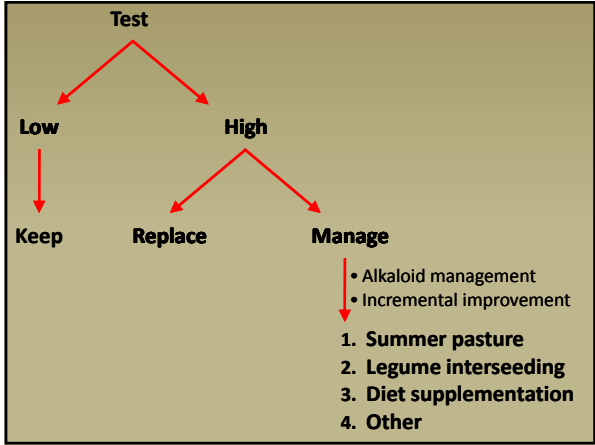 Test
Low
High
Keep
Replace
Manage
• Alkaloid management
• Incremental improvement
1. Summer pasture
2. Legume interseeding
3. Diet supplementation
4. Other